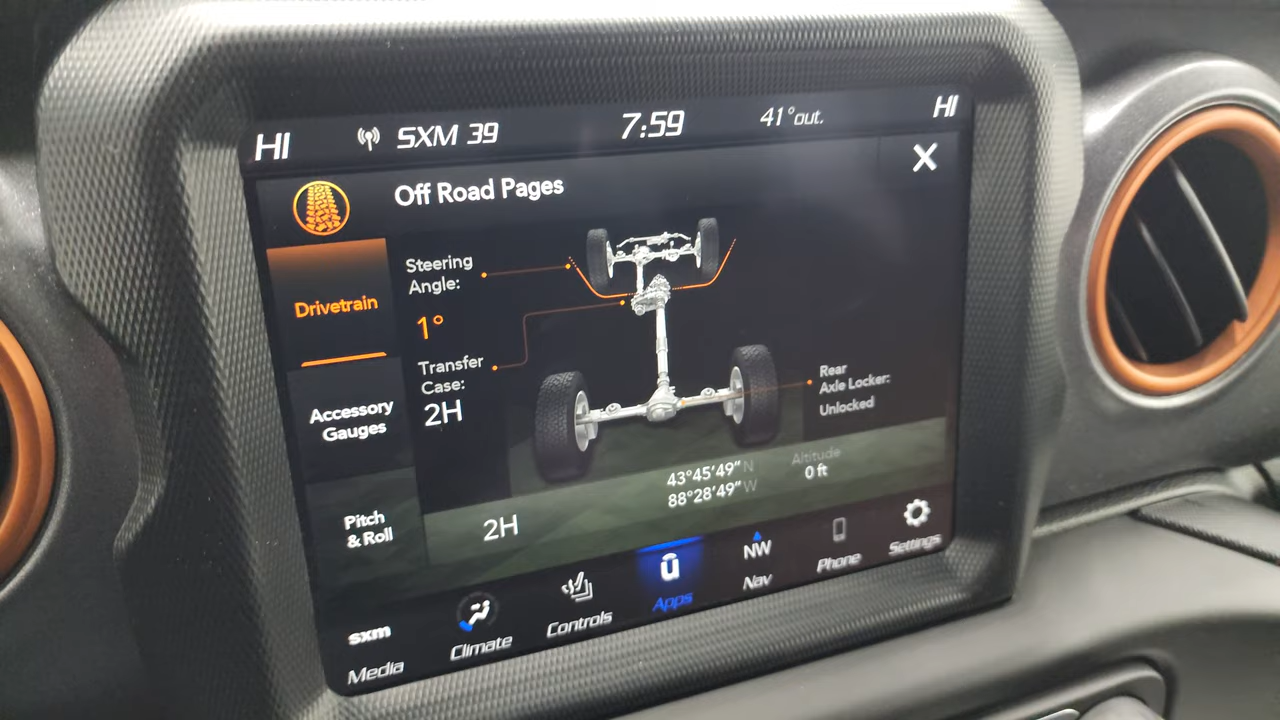 HI SXM 39 7:59 41°out. HI
Off Road Pages
X
Steering
Angle:
1°
Drivetrain
Transfer
Case:
2H
Rear
Axle Locker:
Unlocked
Accessory
Gauges
43°45'49"N
88°28'49"W
Altitude
0 ft
Pitch
& Roll
2H
sxm
Media
Climate
Controls
ū
Apps
NW
Nav
Phone
Settings